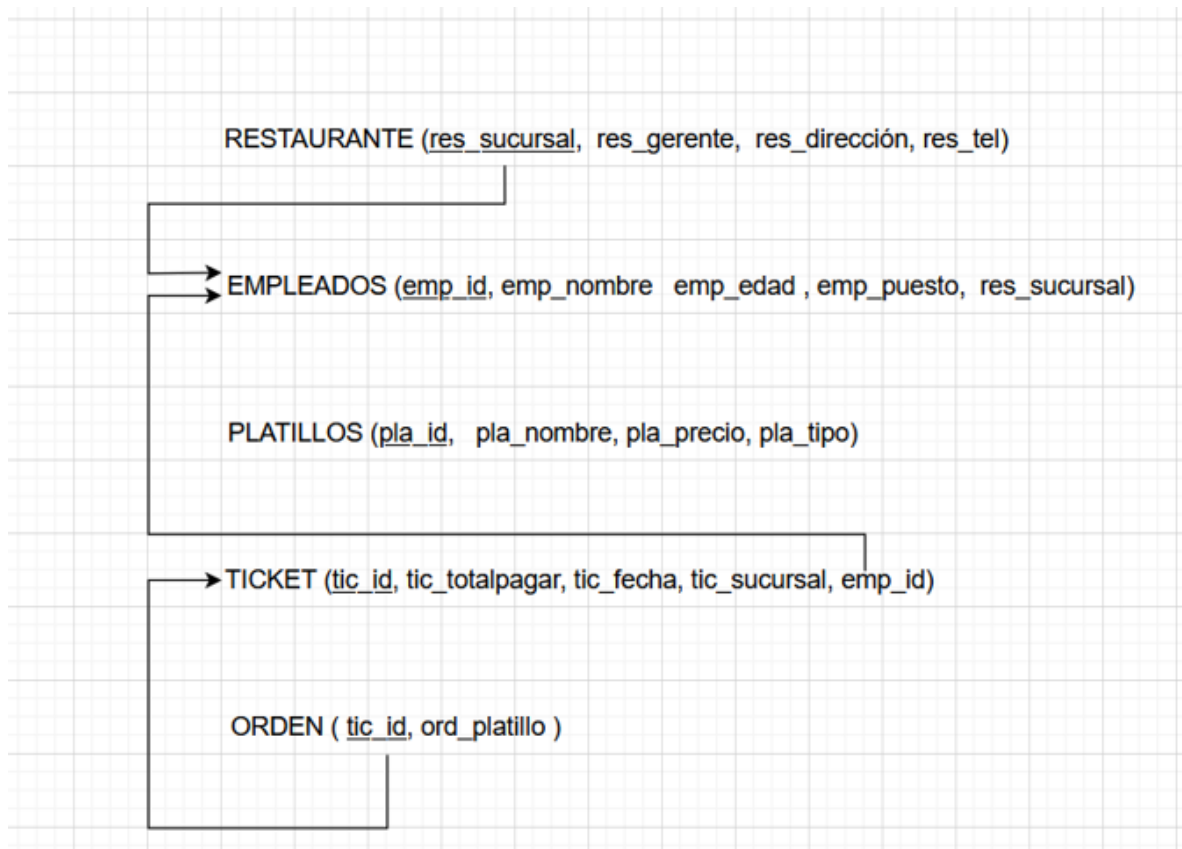 RESTAURANTE (res_sucursal, res_gerente, res_dirección, res_tel)
EMPLEADOS (emp_id, emp_nombre emp_edad , emp_puesto, res_sucursal)
PLATILLOS (pla_id, pla_nombre, pla_precio, pla_tipo)
TICKET (tic_id, tic_totalpagar, tic_fecha, tic_sucursal, emp_id)
ORDEN ( tic_id, ord_platillo )